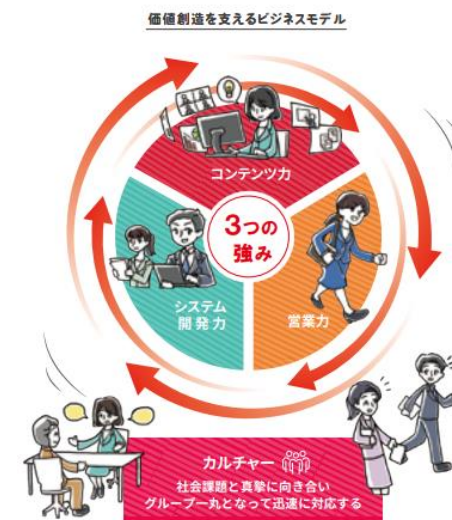 価値創造を支えるビジネスモデル
コンテンツ力
3つの
強み
システム
開発力
営業力
カルチャー
社会課題と真摯に向き合い
グループ一丸となって迅速に対応する